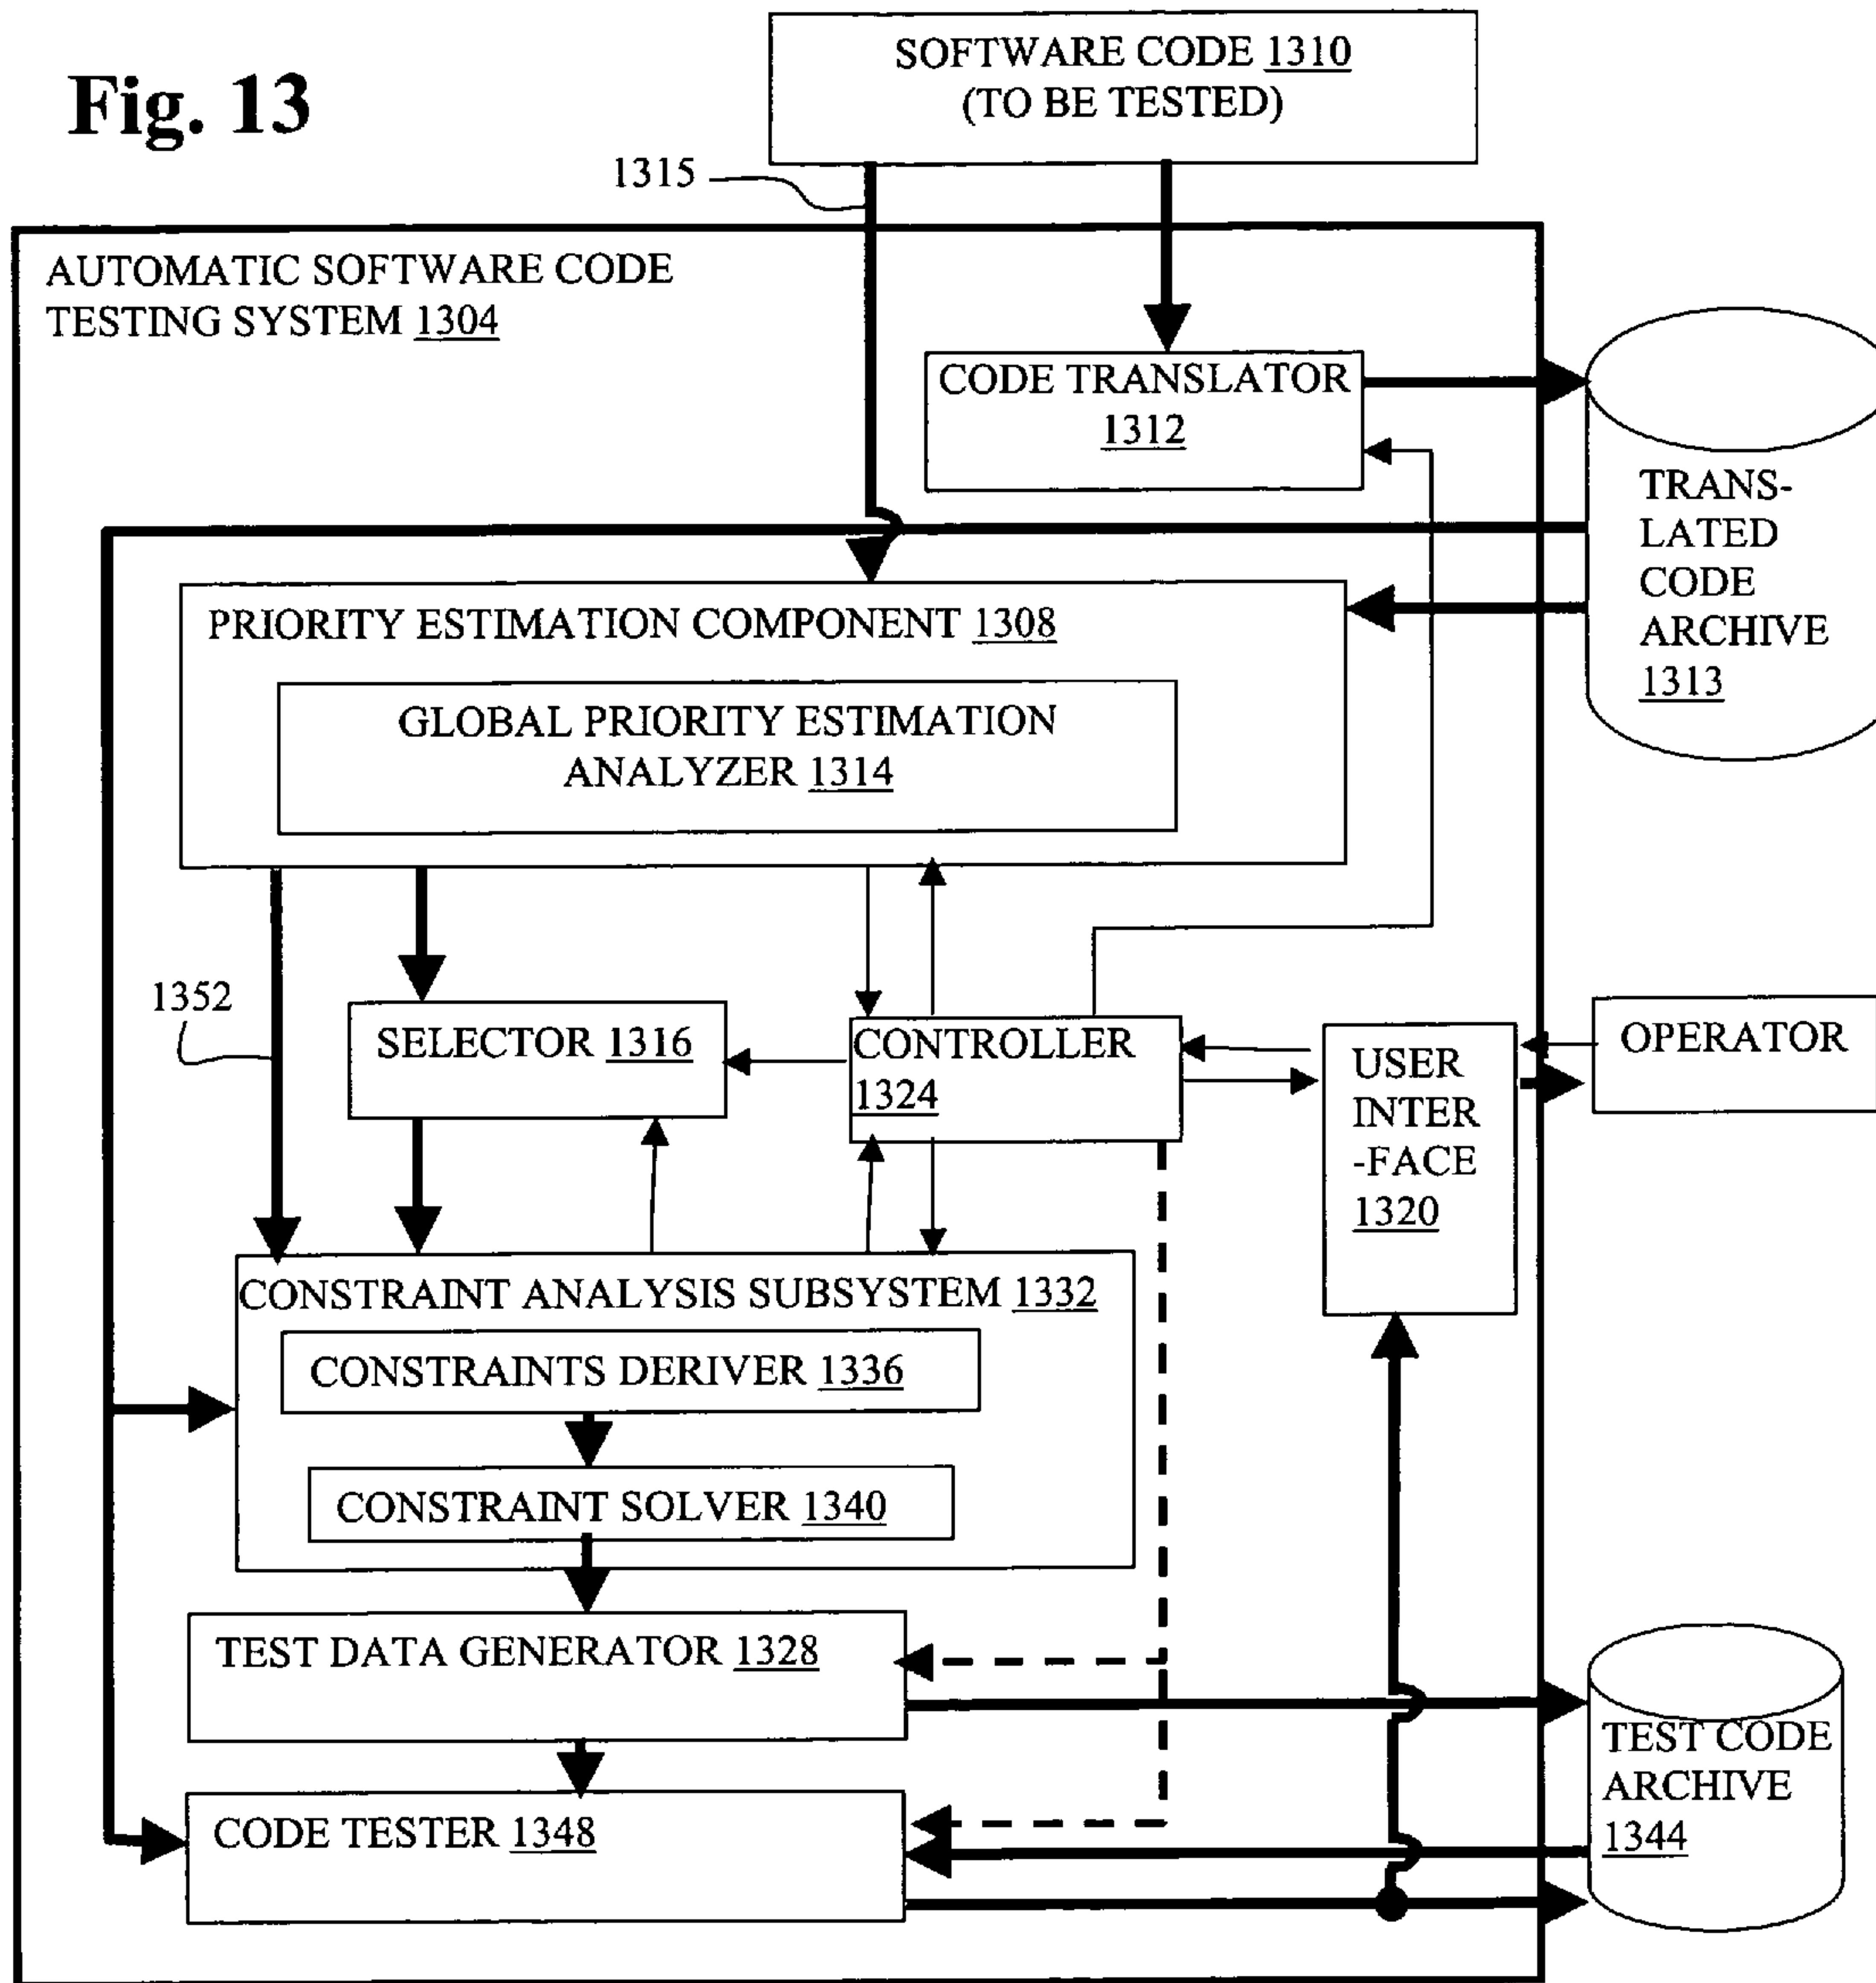 Fig. 13
SOFTWARE CODE 1310
(TO BE TESTED)
1315
AUTOMATIC SOFTWARE CODE
TESTING SYSTEM 1304
CODE TRANSLATOR
1312
TRANS-
LATED
CODE
ARCHIVE
1313
PRIORITY ESTIMATION COMPONENT 1308
GLOBAL PRIORITY ESTIMATION
ANALYZER 1314
1352
SELECTOR 1316
CONTROLLER
1324
USER
INTER
-FACE
1320
OPERATOR
CONSTRAINT ANALYSIS SUBSYSTEM 1332
CONSTRAINTS DERIVER 1336
CONSTRAINT SOLVER 1340
TEST DATA GENERATOR 1328
TEST CODE
ARCHIVE
1344
CODE TESTER 1348